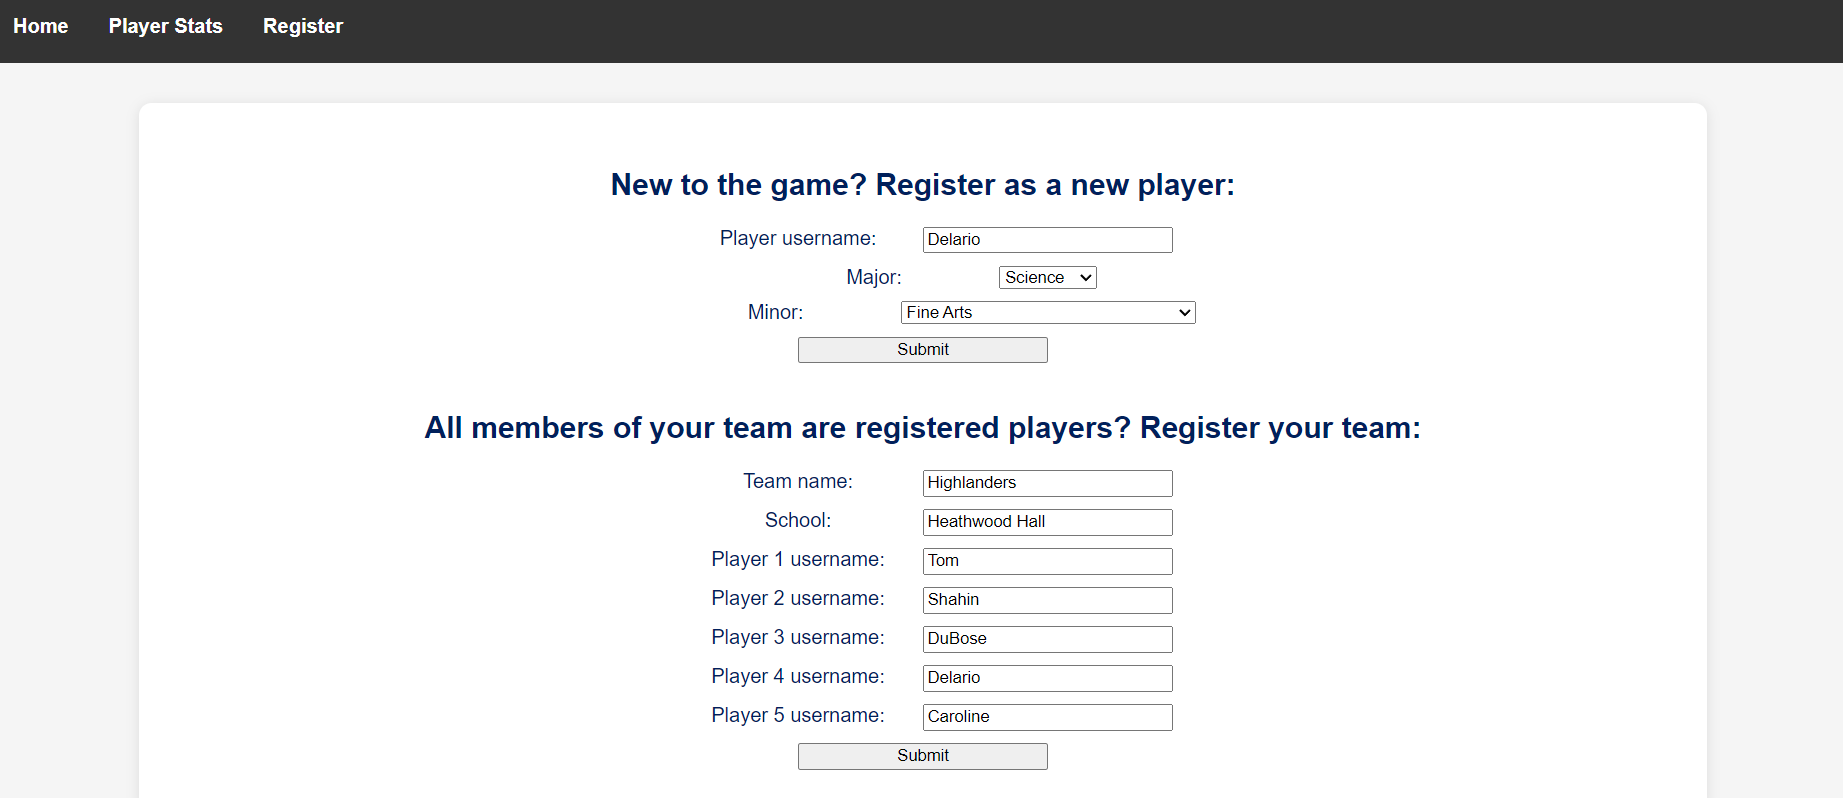 Home Player Stats Register
New to the game? Register as a new player:
Player username: Delario
Major: Science
Minor: Fine Arts
Submit
All members of your team are registered players? Register your team:
Team name: Highlanders
School: Heathwood Hall
Player 1 username: Tom
Player 2 username: Shahin
Player 3 username: DuBose
Player 4 username: Delario
Player 5 username: Caroline
Submit